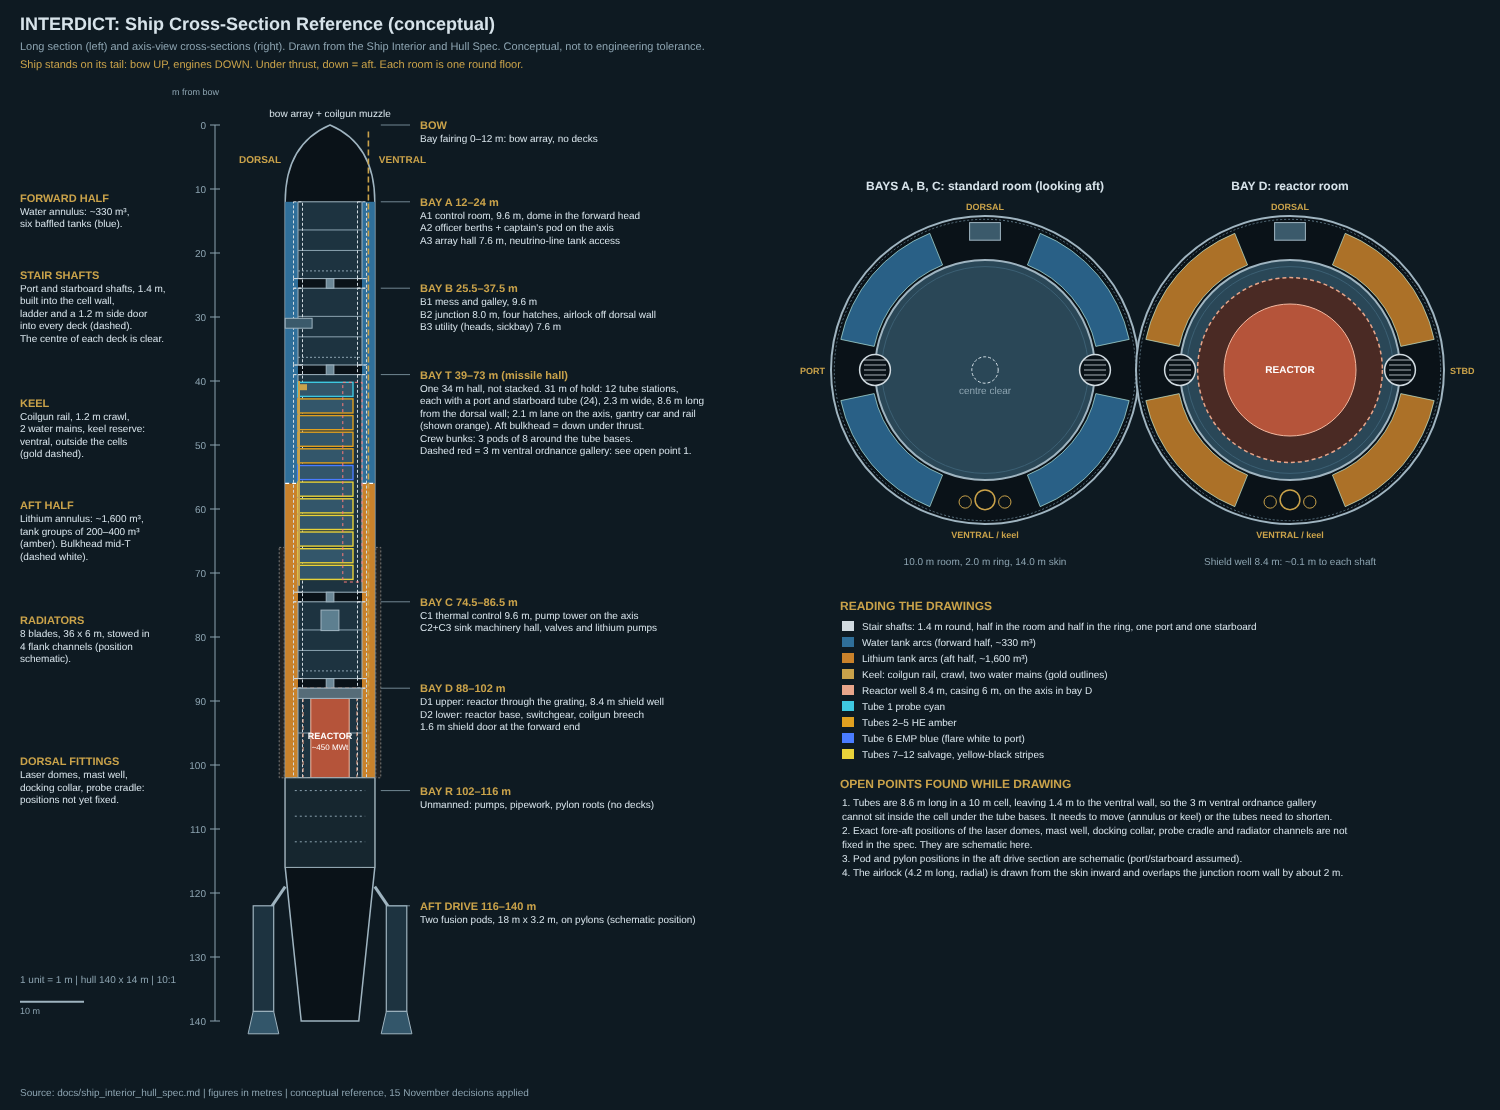 INTERDICT: Ship Cross-Section Reference (conceptual)
Long section (left) and axis-view cross-sections (right). Drawn from the Ship Interior and Hull Spec. Conceptual, not to engineering tolerance.
Ship stands on its tail: bow UP, engines DOWN. Under thrust, down = aft. Each room is one round floor.
m from bow
bow array + coilgun muzzle
DORSAL
VENTRAL
0
10
20
30
40
50
60
70
80
90
100
110
120
130
140
FORWARD HALF
Water annulus: ~330 m³,
six baffled tanks (blue).
STAIR SHAFTS
Port and starboard shafts, 1.4 m,
built into the cell wall,
ladder and a 1.2 m side door
into every deck (dashed).
The centre of each deck is clear.
KEEL
Coilgun rail, 1.2 m crawl,
2 water mains, keel reserve:
ventral, outside the cells
(gold dashed).
AFT HALF
Lithium annulus: ~1,600 m³,
tank groups of 200–400 m³
(amber). Bulkhead mid-T
(dashed white).
RADIATORS
8 blades, 36 x 6 m, stowed in
4 flank channels (position
schematic).
DORSAL FITTINGS
Laser domes, mast well,
docking collar, probe cradle:
positions not yet fixed.
1 unit = 1 m | hull 140 x 14 m | 10:1
10 m
BOW
Bay fairing 0–12 m: bow array, no decks
BAY A 12–24 m
A1 control room, 9.6 m, dome in the forward head
A2 officer berths + captain's pod on the axis
A3 array hall 7.6 m, neutrino-line tank access
BAY B 25.5–37.5 m
B1 mess and galley, 9.6 m
B2 junction 8.0 m, four hatches, airlock off dorsal wall
B3 utility (heads, sickbay) 7.6 m
BAY T 39–73 m (missile hall)
One 34 m hall, not stacked. 31 m of hold: 12 tube stations,
each with a port and starboard tube (24), 2.3 m wide, 8.6 m long
from the dorsal wall; 2.1 m lane on the axis, gantry car and rail
(shown orange). Aft bulkhead = down under thrust.
Crew bunks: 3 pods of 8 around the tube bases.
Dashed red = 3 m ventral ordnance gallery: see open point 1.
BAY C 74.5–86.5 m
C1 thermal control 9.6 m, pump tower on the axis
C2+C3 sink machinery hall, valves and lithium pumps
BAY D 88–102 m
D1 upper: reactor through the grating, 8.4 m shield well
D2 lower: reactor base, switchgear, coilgun breech
1.6 m shield door at the forward end
REACTOR
~450 MWt
BAY R 102–116 m
Unmanned: pumps, pipework, pylon roots (no decks)
AFT DRIVE 116–140 m
Two fusion pods, 18 m x 3.2 m, on pylons (schematic position)
BAYS A, B, C: standard room (looking aft)
DORSAL
PORT
centre clear
VENTRAL / keel
10.0 m room, 2.0 m ring, 14.0 m skin
BAY D: reactor room
DORSAL
REACTOR
STBD
VENTRAL / keel
Shield well 8.4 m: ~0.1 m to each shaft
READING THE DRAWINGS
Stair shafts: 1.4 m round, half in the room and half in the ring, one port and one starboard
Water tank arcs (forward half, ~330 m³)
Lithium tank arcs (aft half, ~1,600 m³)
Keel: coilgun rail, crawl, two water mains (gold outlines)
Reactor well 8.4 m, casing 6 m, on the axis in bay D
Tube 1 probe cyan
Tubes 2–5 HE amber
Tube 6 EMP blue (flare white to port)
Tubes 7–12 salvage, yellow-black stripes
OPEN POINTS FOUND WHILE DRAWING
1. Tubes are 8.6 m long in a 10 m cell, leaving 1.4 m to the ventral wall, so the 3 m ventral ordnance gallery
cannot sit inside the cell under the tube bases. It needs to move (annulus or keel) or the tubes need to shorten.
2. Exact fore-aft positions of the laser domes, mast well, docking collar, probe cradle and radiator channels are not
fixed in the spec. They are schematic here.
3. Pod and pylon positions in the aft drive section are schematic (port/starboard assumed).
4. The airlock (4.2 m long, radial) is drawn from the skin inward and overlaps the junction room wall by about 2 m.
Source: docs/ship_interior_hull_spec.md | figures in metres | conceptual reference, 15 November decisions applied